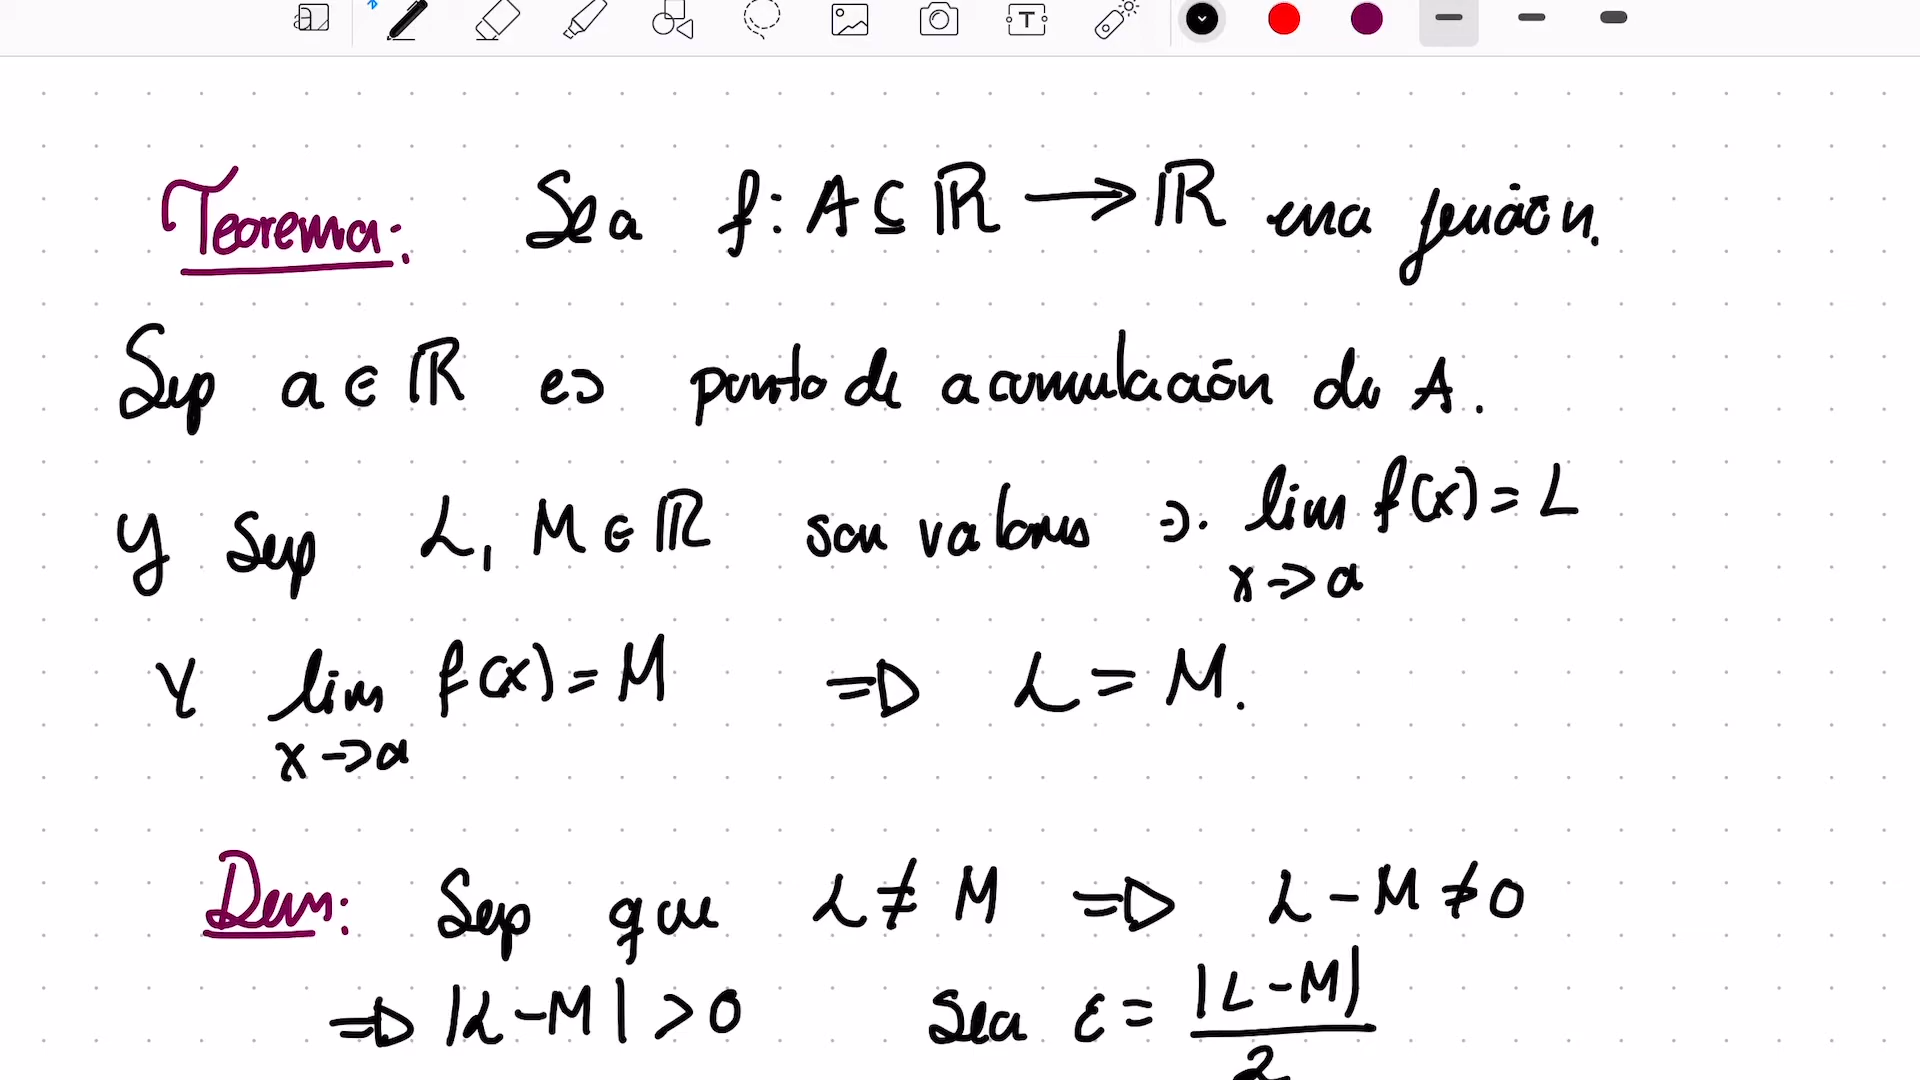 Teorema: Sea f: A ⊆ ℝ → ℝ una función.
Sup a ∈ ℝ es punto de acumulación de A.
Y Sup L, M ∈ ℝ son valores ∋. lim f(x) = L
x → a
Y lim f(x) = M ⇒ L = M.
x → a
Dem: Sup que L ≠ M ⇒ L - M ≠ 0
⇒ |L - M| > 0 Sea ε = |L - M| / 2